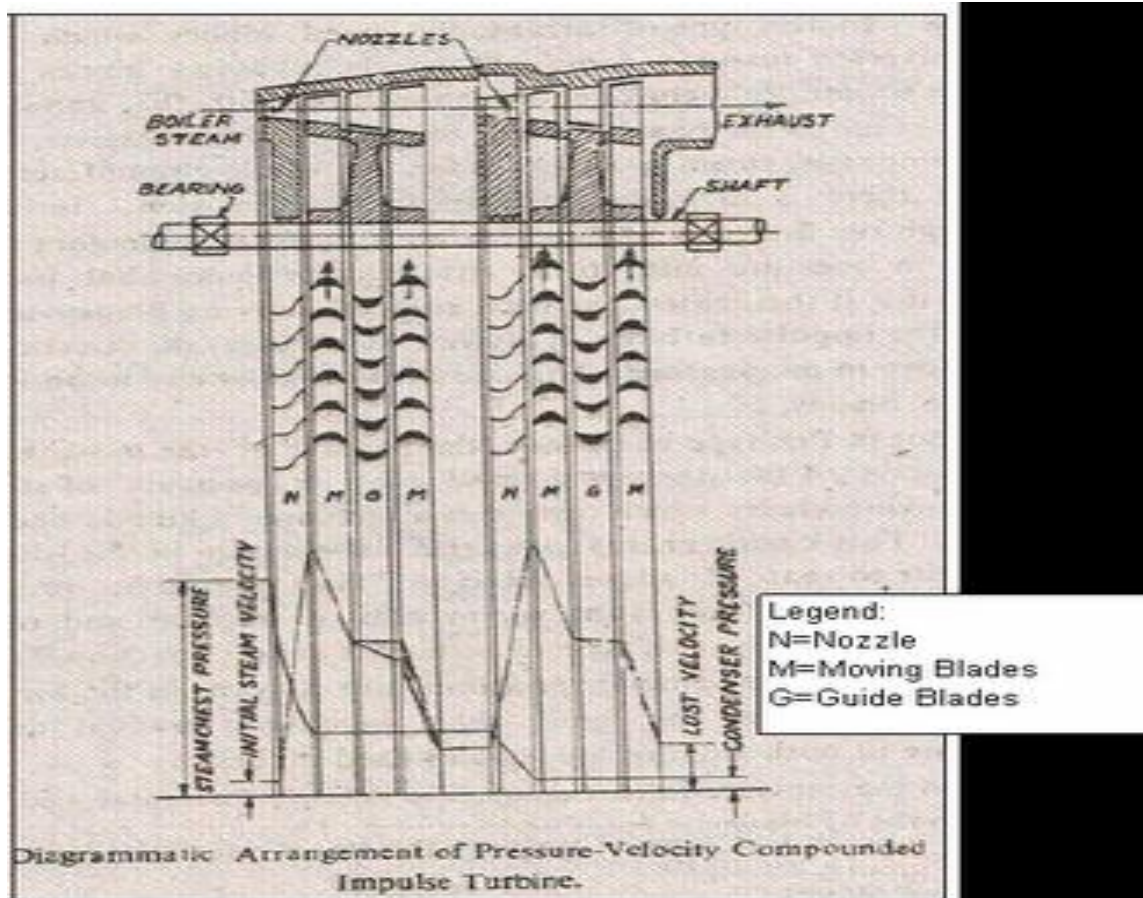 NOZZLES
BOILER
STEAM
EXHAUST
BEARING
SHAFT
N M G M N M G M
STEAMCHEST PRESSURE
INITIAL STEAM VELOCITY
LOST VELOCITY
CONDENSER PRESSURE
Legend:
N=Nozzle
M=Moving Blades
G=Guide Blades
Diagrammatic Arrangement of Pressure-Velocity Compounded
Impulse Turbine.